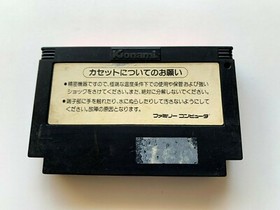 KONAMI
カセットについてのお願い
●精密機器ですので、極端な温度条件下での使用や保管および強い
ショックをさけてください。また、絶対に分解しないでください。
●端子部に手を触れたり、水にぬらしたりして汚さないようにして
ください。故障の原因となります。
ファミリー コンピュータ